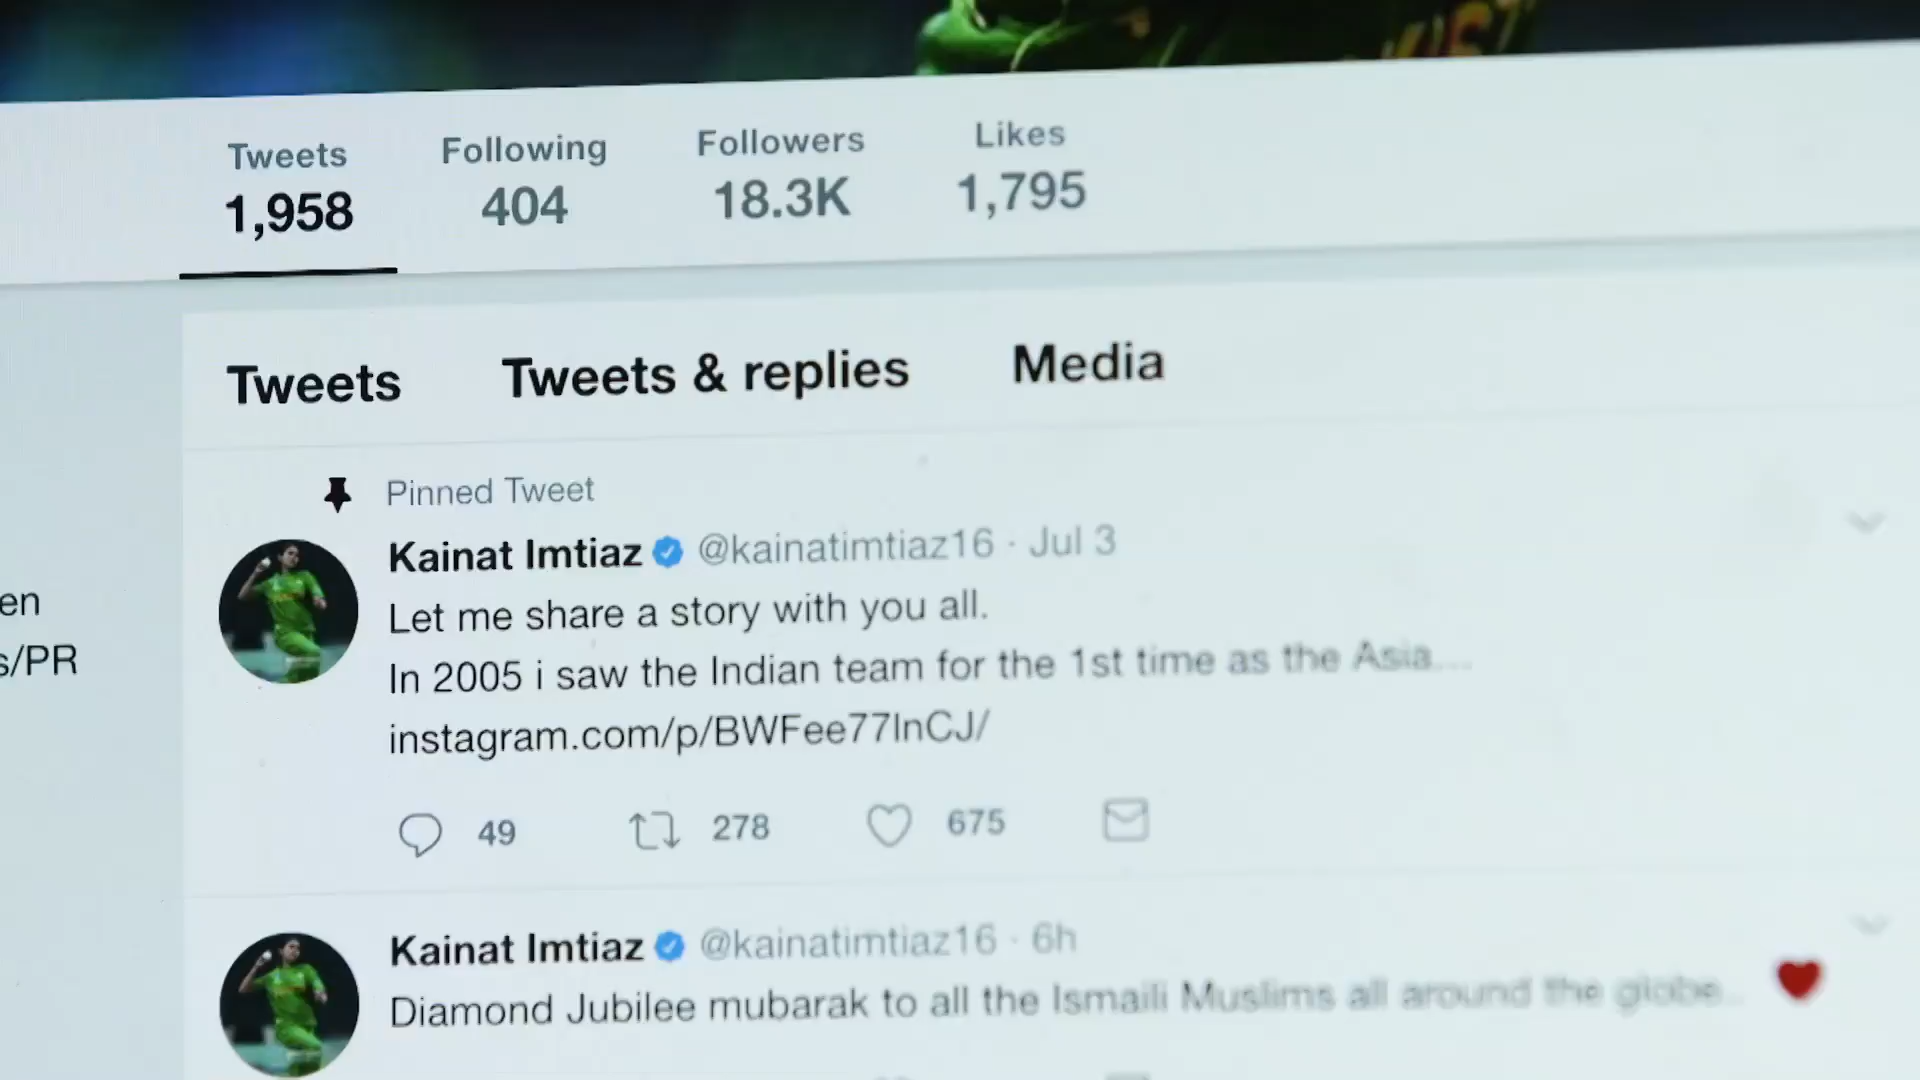 Tweets Following Followers Likes
1,958 404 18.3K 1,795
Tweets Tweets & replies Media
Pinned Tweet
Kainat Imtiaz @kainatimtiaz16 · Jul 3
Let me share a story with you all.
en
In 2005 i saw the Indian team for the 1st time as the Asia....
s/PR
instagram.com/p/BWFee77lnCJ/
49 278 675
Kainat Imtiaz @kainatimtiaz16 · 6h
Diamond Jubilee mubarak to all the Ismaili Muslims all around the globe..